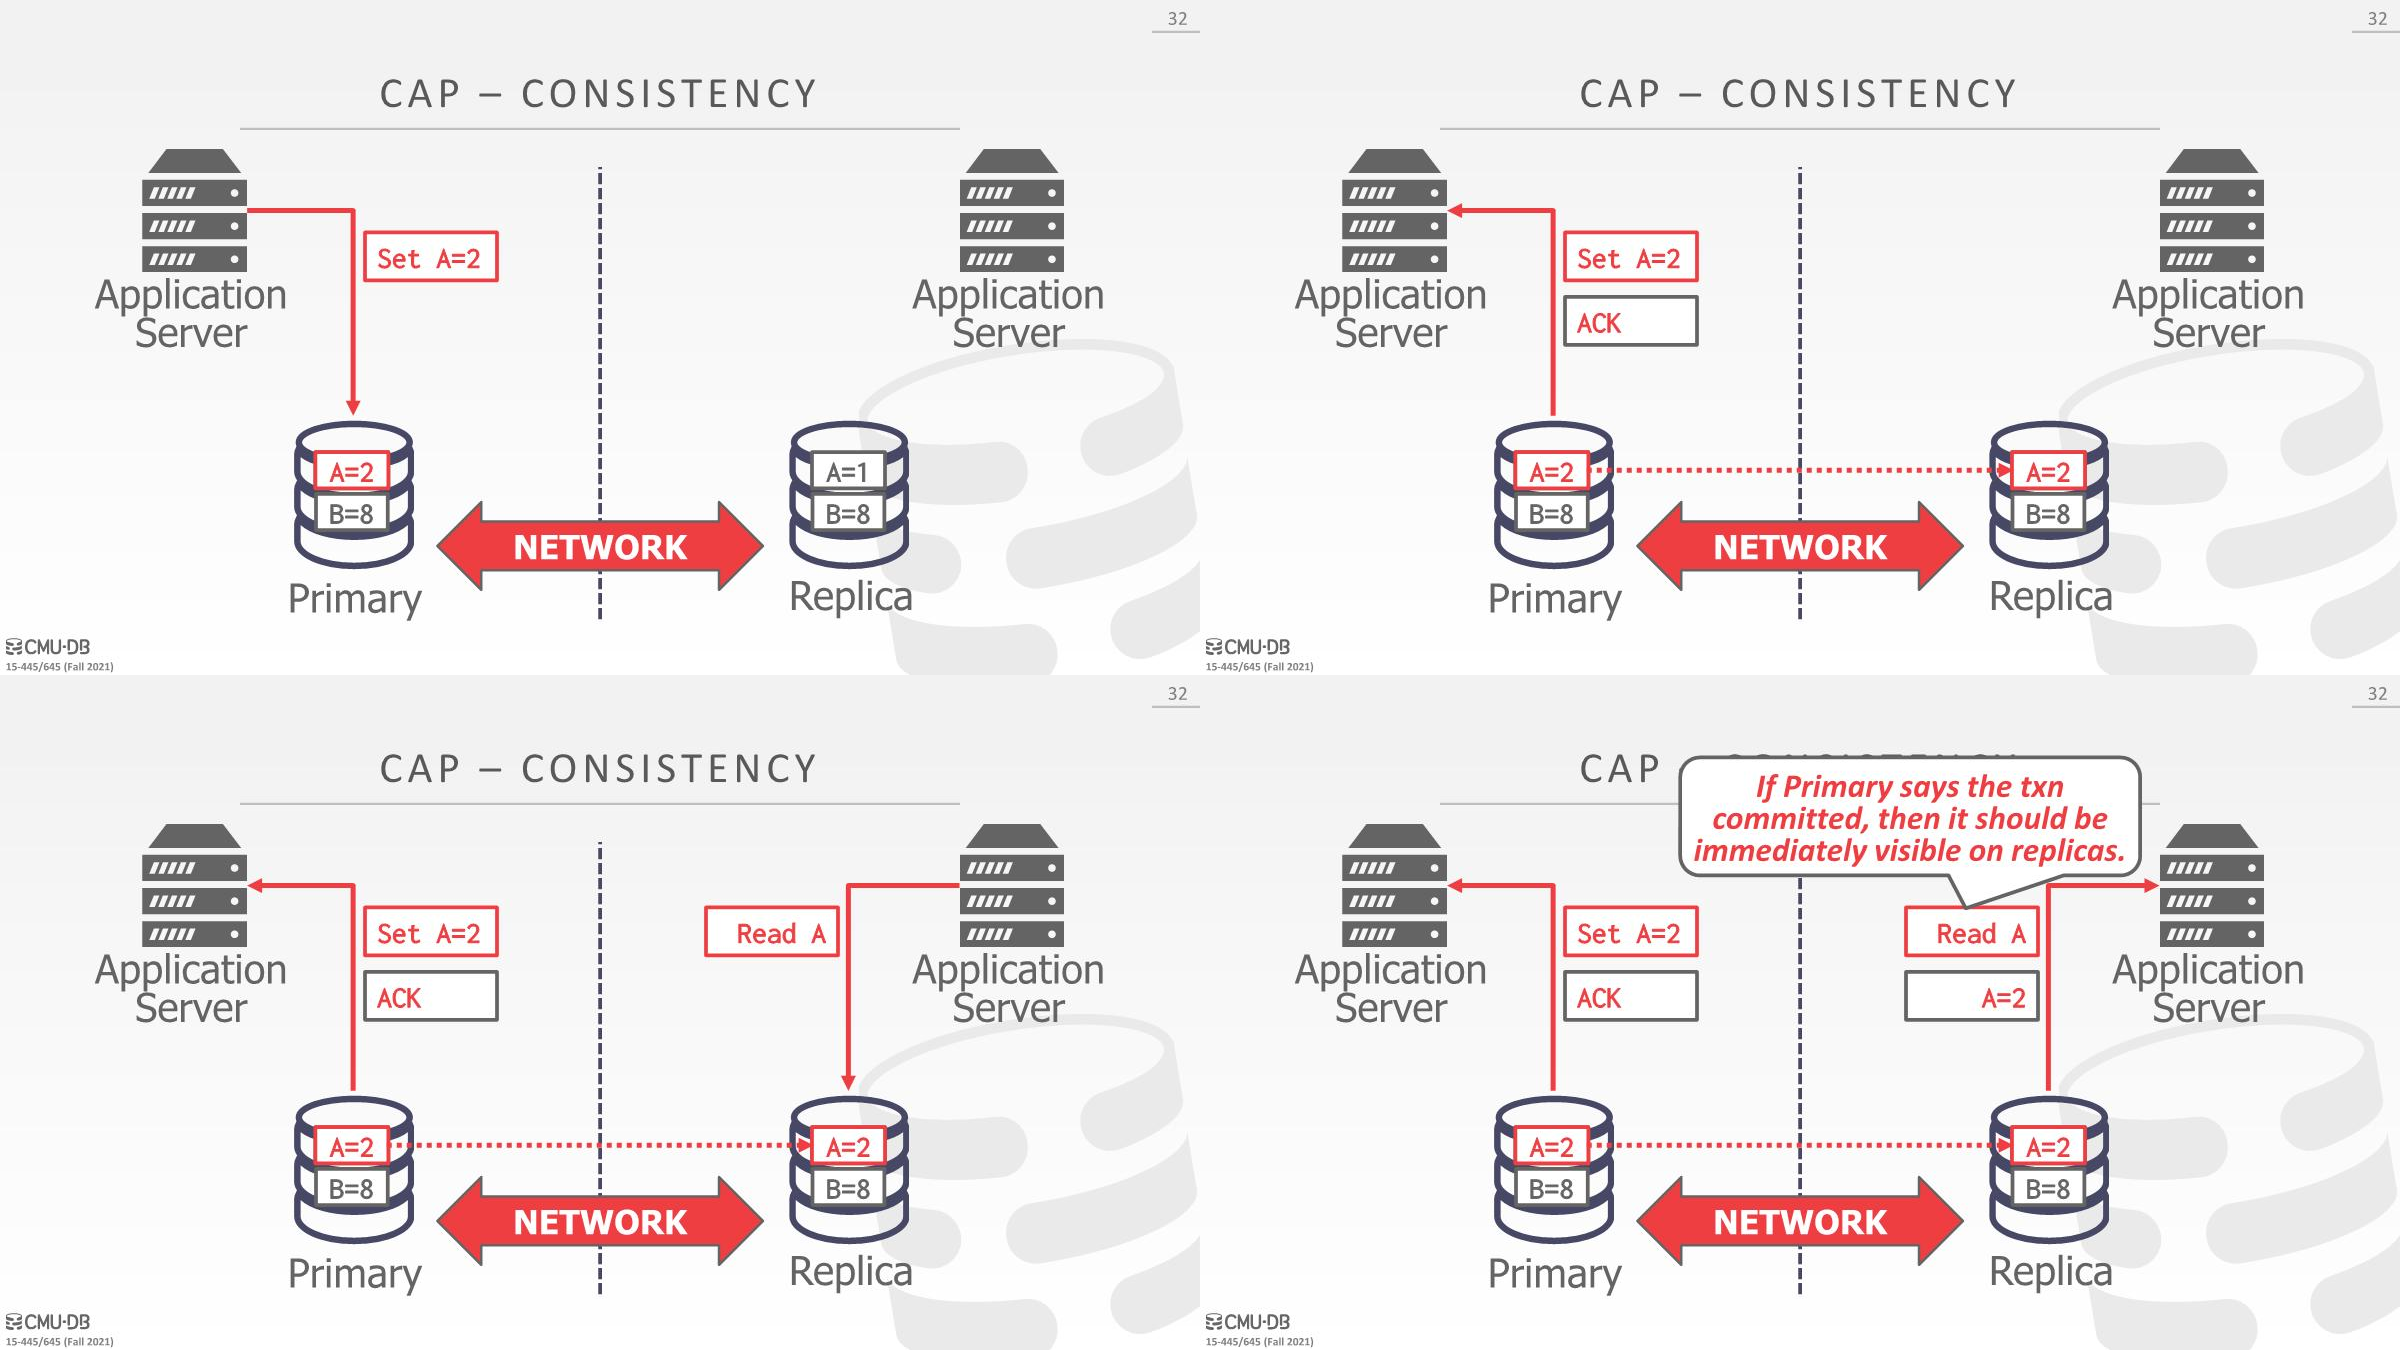 32
CAP – CONSISTENCY
Set A=2
Application
Server
Application
Server
A=2
B=8
A=1
B=8
NETWORK
Primary
Replica
CMU·DB
15-445/645 (Fall 2021)
32
CAP – CONSISTENCY
Set A=2
ACK
Application
Server
Application
Server
A=2
B=8
A=2
B=8
NETWORK
Primary
Replica
CMU·DB
15-445/645 (Fall 2021)
32
CAP – CONSISTENCY
Set A=2
Read A
ACK
Application
Server
Application
Server
A=2
B=8
A=2
B=8
NETWORK
Primary
Replica
CMU·DB
15-445/645 (Fall 2021)
32
CAP
If Primary says the txn
committed, then it should be
immediately visible on replicas.
Set A=2
Read A
ACK
A=2
Application
Server
Application
Server
A=2
B=8
A=2
B=8
NETWORK
Primary
Replica
CMU·DB
15-445/645 (Fall 2021)